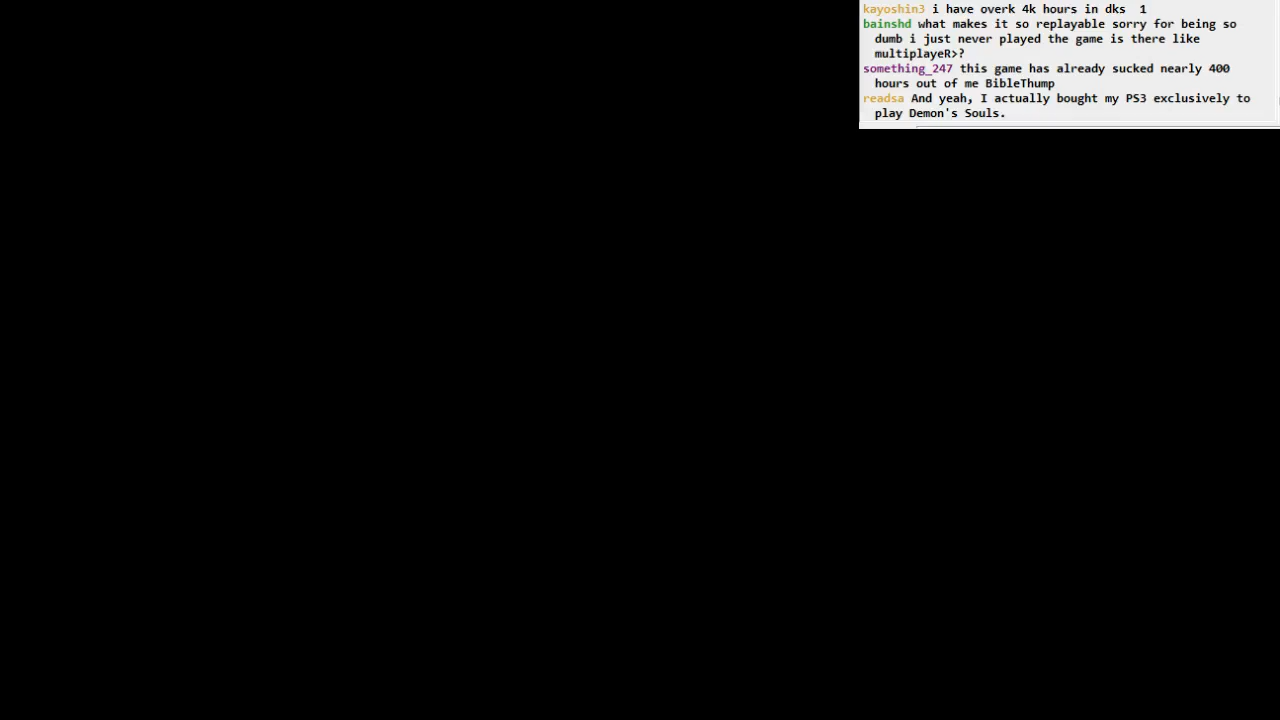 kayoshin3 i have overk 4k hours in dks 1
bainshd what makes it so replayable sorry for being so
dumb i just never played the game is there like
multiplayeR>?
something_247 this game has already sucked nearly 400
hours out of me BibleThump
readsa And yeah, I actually bought my PS3 exclusively to
play Demon's Souls.